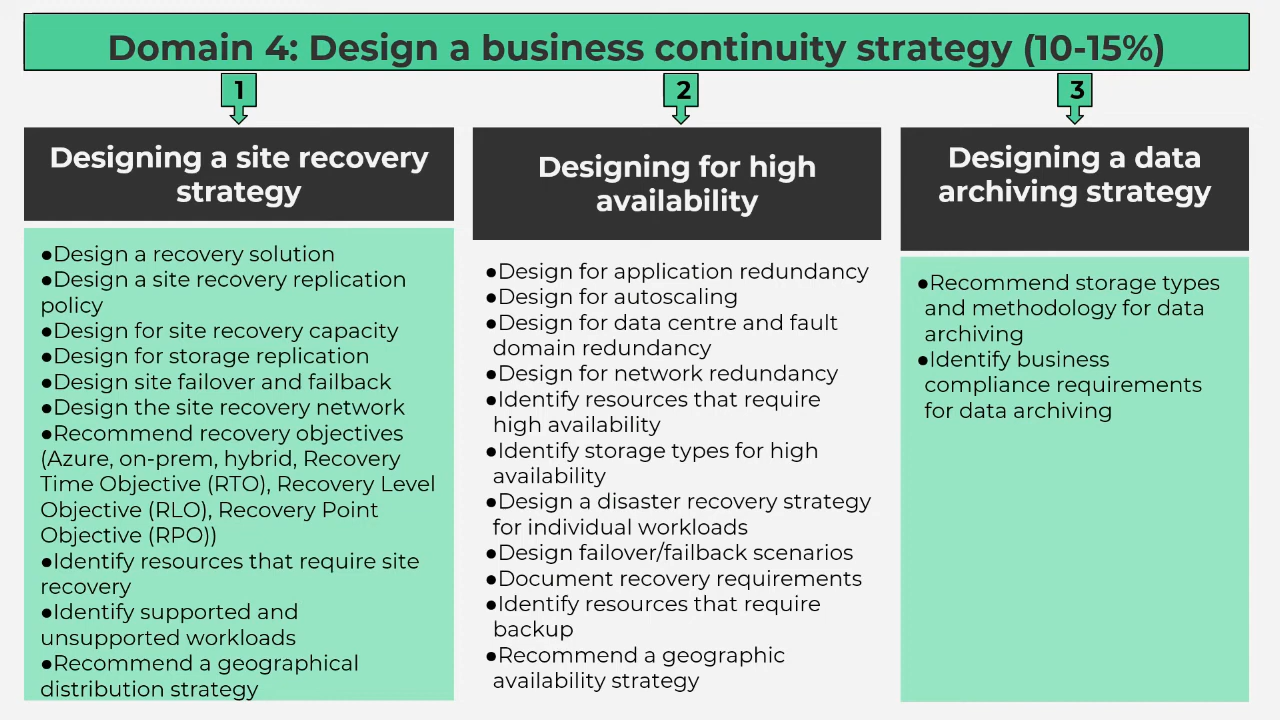 Domain 4: Design a business continuity strategy (10-15%)
1
2
3
Designing a site recovery
strategy
●Design a recovery solution
●Design a site recovery replication
policy
●Design for site recovery capacity
●Design for storage replication
●Design site failover and failback
●Design the site recovery network
●Recommend recovery objectives
(Azure, on-prem, hybrid, Recovery
Time Objective (RTO), Recovery Level
Objective (RLO), Recovery Point
Objective (RPO))
●Identify resources that require site
recovery
●Identify supported and
unsupported workloads
●Recommend a geographical
distribution strategy
Designing for high
availability
●Design for application redundancy
●Design for autoscaling
●Design for data centre and fault
domain redundancy
●Design for network redundancy
●Identify resources that require
high availability
●Identify storage types for high
availability
●Design a disaster recovery strategy
for individual workloads
●Design failover/failback scenarios
●Document recovery requirements
●Identify resources that require
backup
●Recommend a geographic
availability strategy
Designing a data
archiving strategy
●Recommend storage types
and methodology for data
archiving
●Identify business
compliance requirements
for data archiving